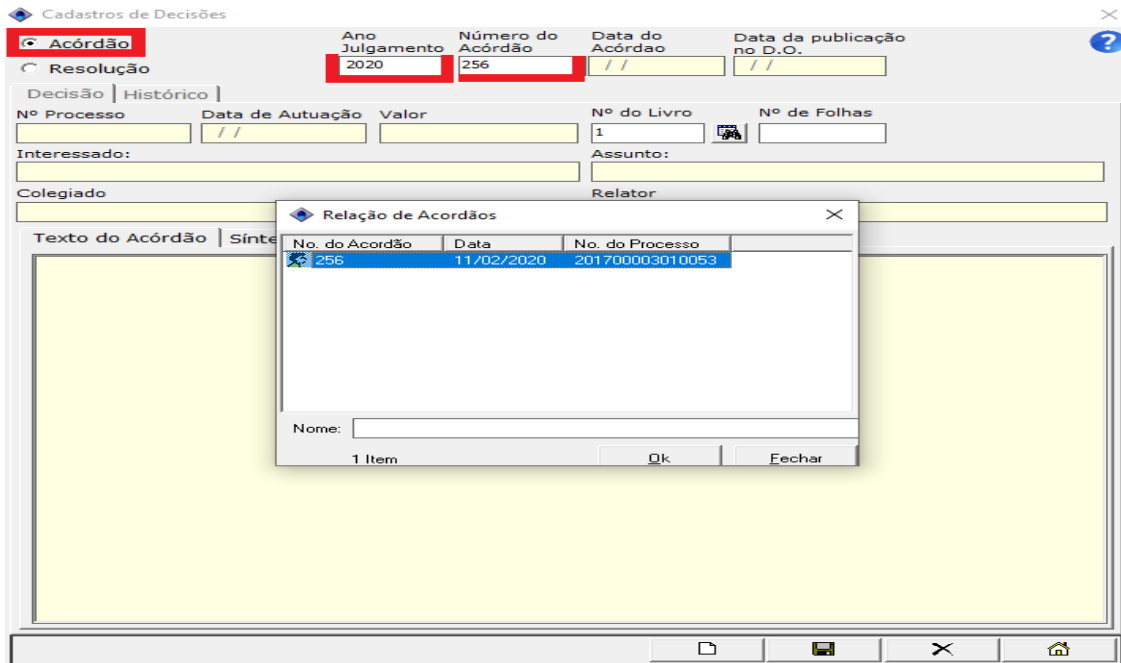 Cadastros de Decisões
Acórdão
Resolução
Ano Julgamento
Número do Acórdão
Data do Acórdao
Data da publicação no D.O.
2020
256
/ /
/ /
Decisão
Histórico
Nº Processo
Data de Autuação
Valor
Nº do Livro
Nº de Folhas
/ /
1
Interessado:
Assunto:
Colegiado
Relator
Texto do Acórdão
Sínte
Relação de Acordãos
No. do Acordão
Data
No. do Processo
256
11/02/2020
201700003010053
Nome:
1 Item
Ok
Fechar